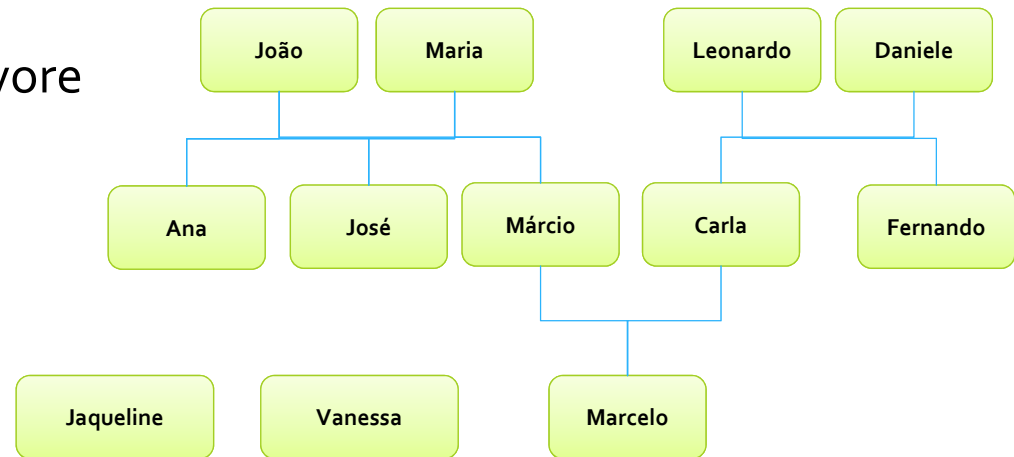 João
Maria
Leonardo
Daniele
vore
Ana
José
Márcio
Carla
Fernando
Jaqueline
Vanessa
Marcelo